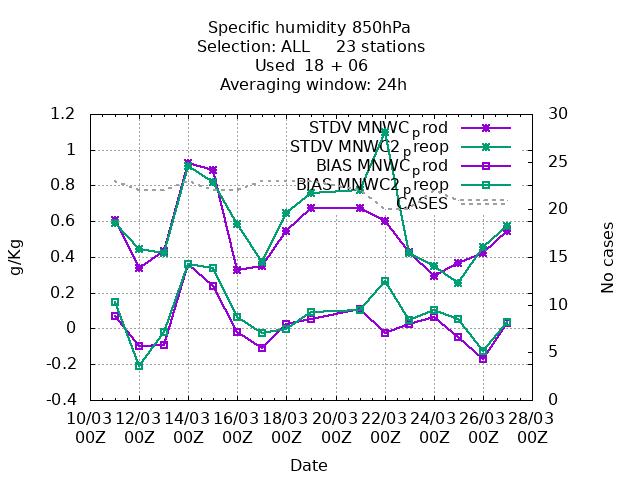 Specific humidity 850hPa
Selection: ALL 23 stations
Used 18 + 06
Averaging window: 24h
STDV MNWC_prod
STDV MNWC2_preop
BIAS MNWC_prod
BIAS MNWC2_preop
CASES
1.2
1
0.8
0.6
0.4
0.2
0
-0.2
-0.4
g/Kg
30
25
20
15
10
5
0
No cases
10/03 12/03 14/03 16/03 18/03 20/03 22/03 24/03 26/03 28/03
00Z 00Z 00Z 00Z 00Z 00Z 00Z 00Z 00Z 00Z
Date